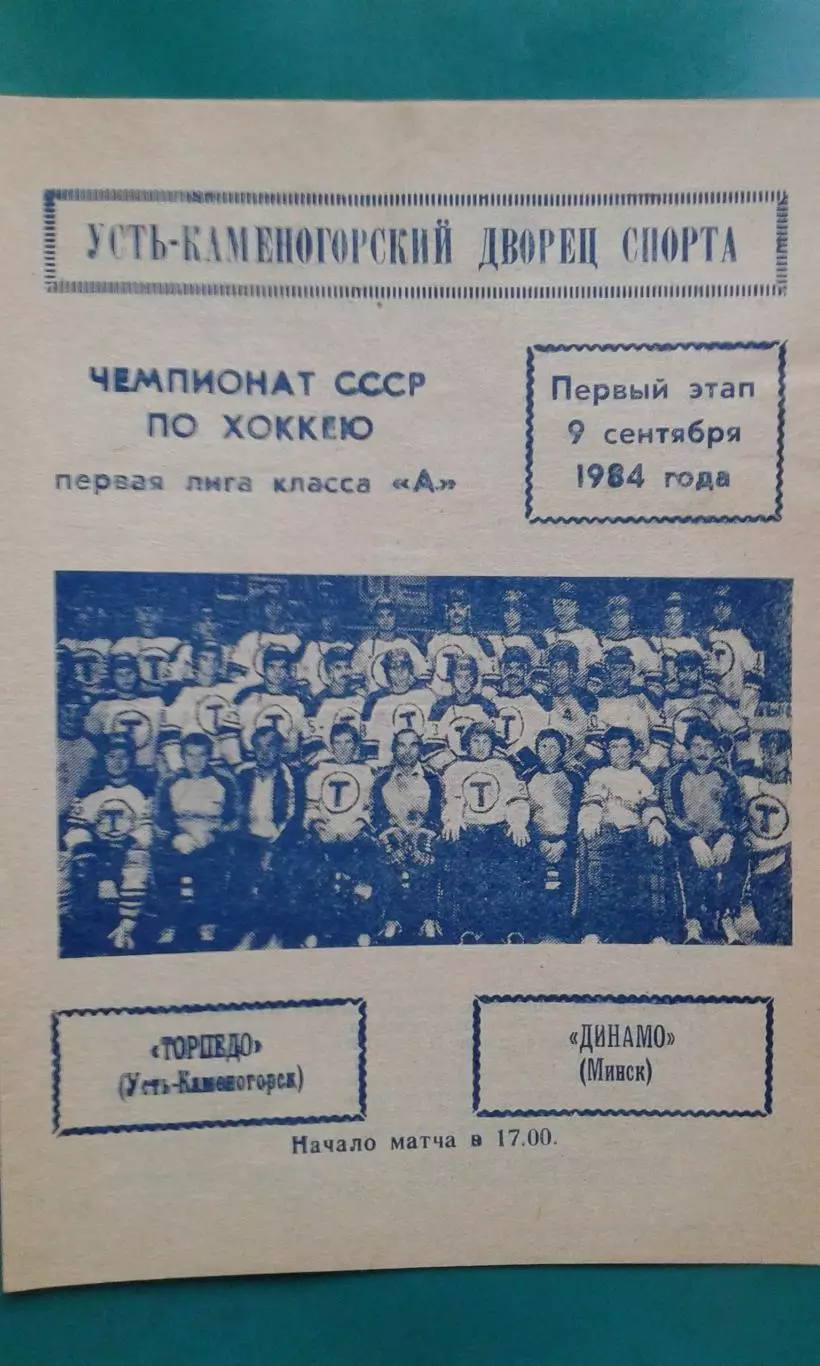 УСТЬ-КАМЕНОГОРСКИЙ ДВОРЕЦ СПОРТА
ЧЕМПИОНАТ СССР
ПО ХОККЕЮ
первая лига класса «А»
Первый этап
9 сентября
1984 года
«ТОРПЕДО»
(Усть-Каменогорск)
«ДИНАМО»
(Минск)
Начало матча в 17.00.